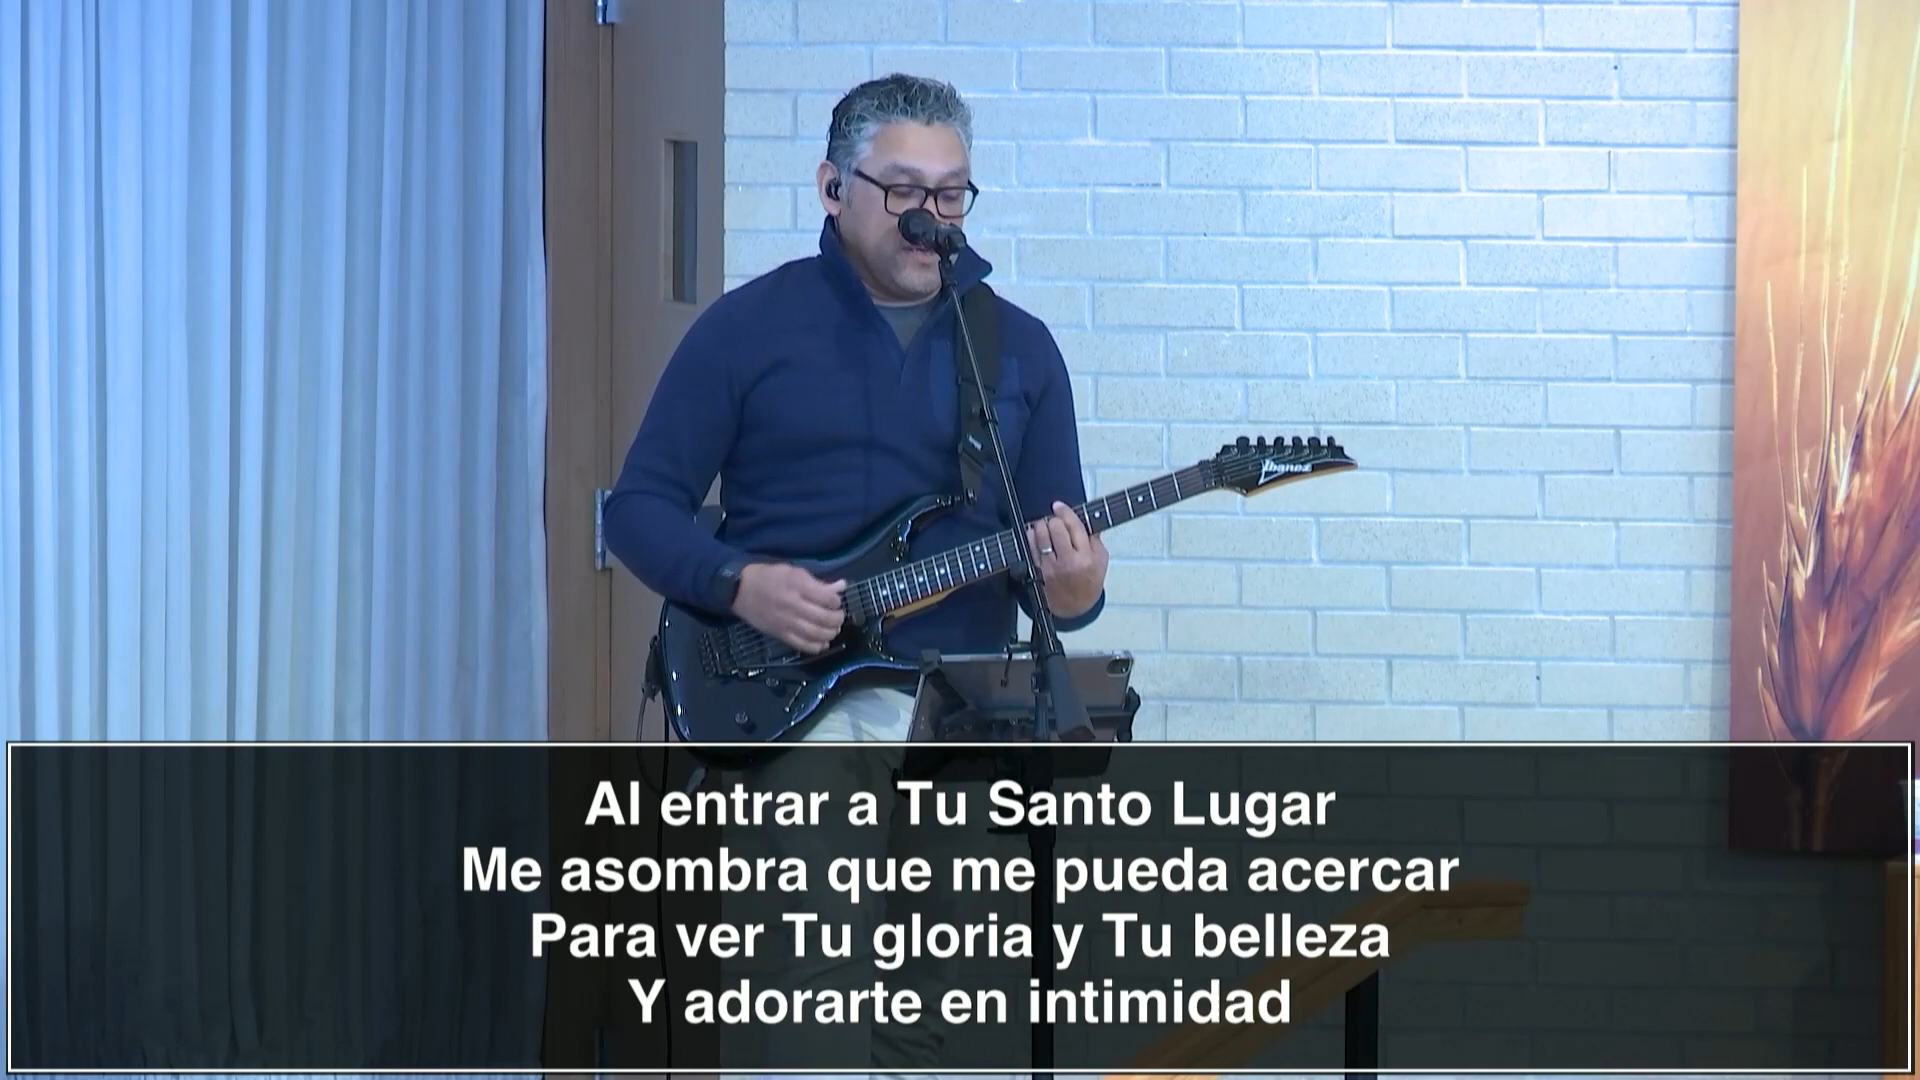 Ibanez
Al entrar a Tu Santo Lugar
Me asombra que me pueda acercar
Para ver Tu gloria y Tu belleza
Y adorarte en intimidad